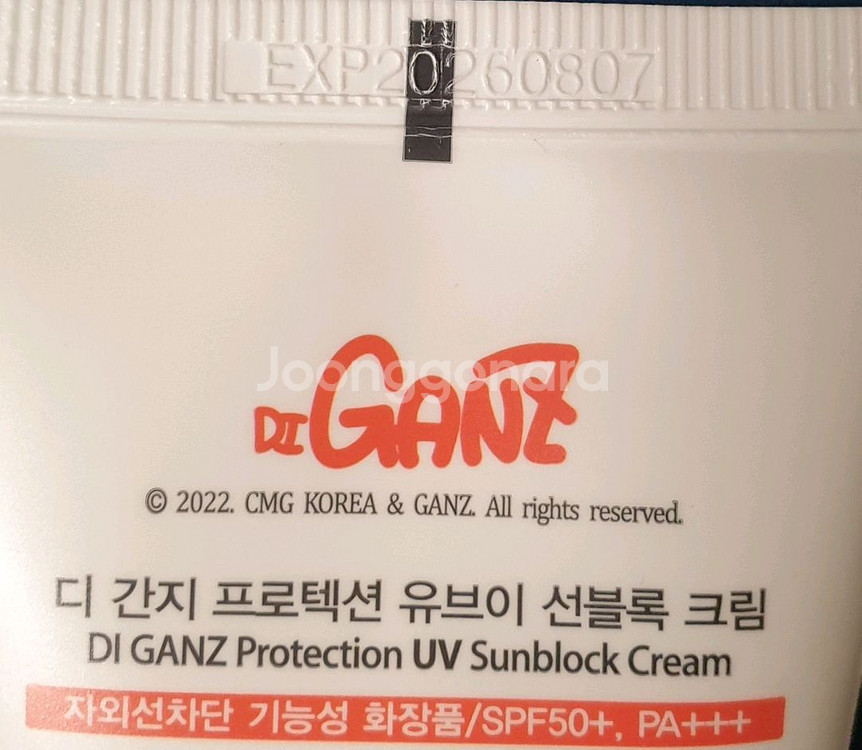 EXP20260807
Joonggonara
DI GANZ
© 2022. CMG KOREA & GANZ. All rights reserved.
디 간지 프로텍션 유브이 선블록 크림
DI GANZ Protection UV Sunblock Cream
자외선차단 기능성 화장품/SPF50+, PA+++